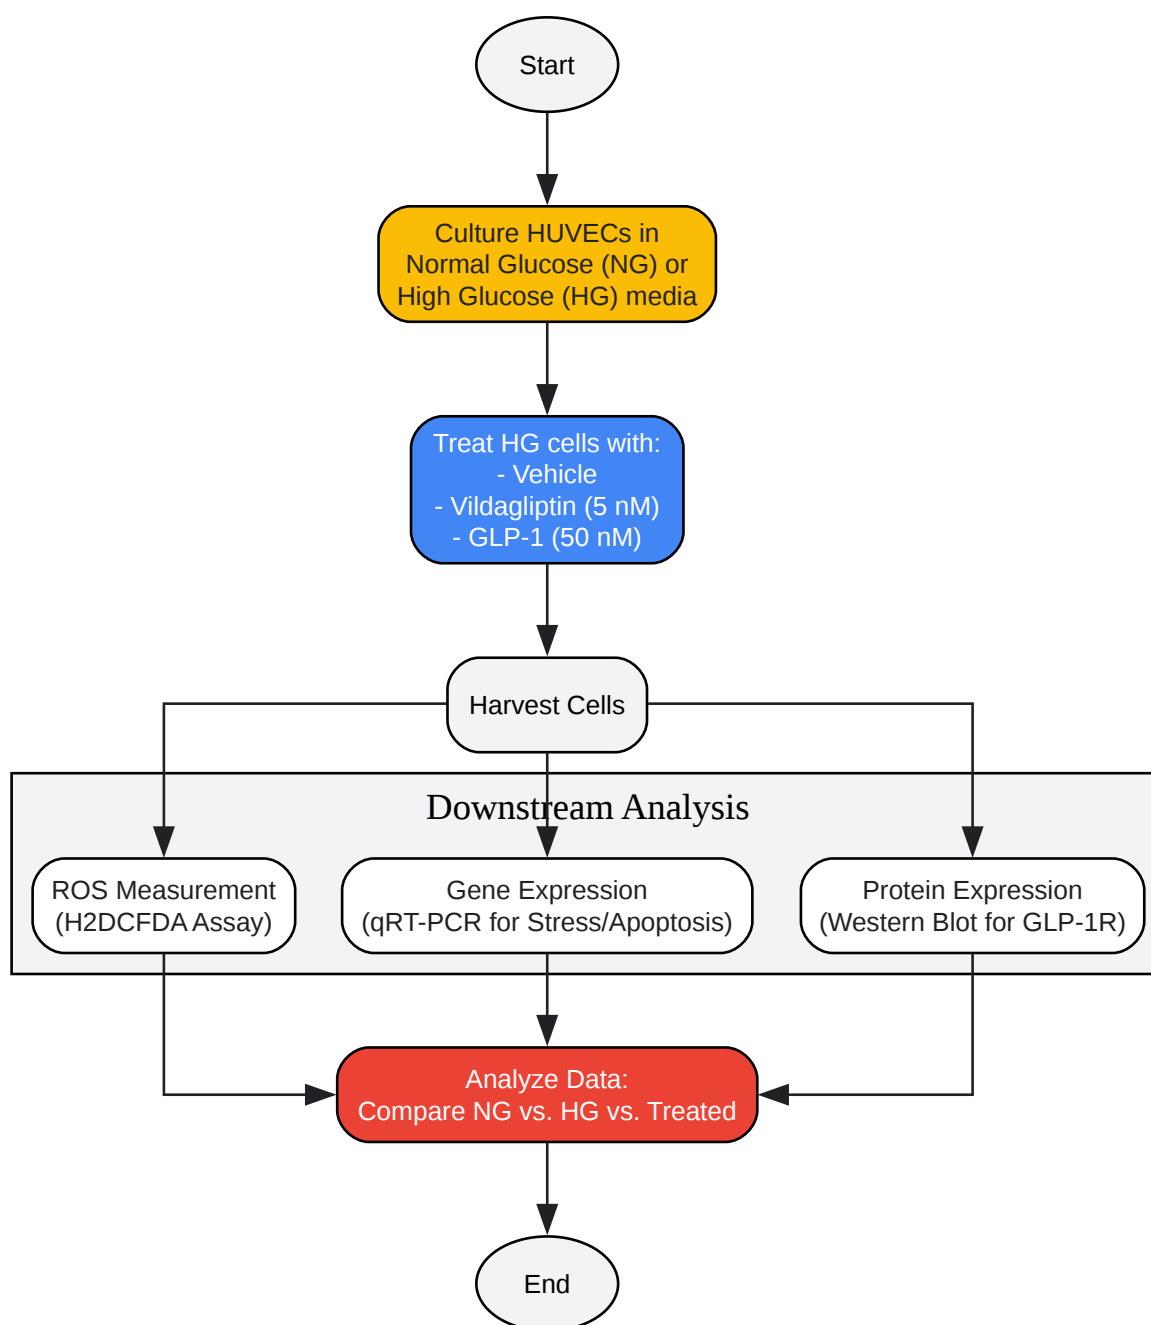 Start
Culture HUVECs in
Normal Glucose (NG) or
High Glucose (HG) media
Treat HG cells with:
- Vehicle
- Vildagliptin (5 nM)
- GLP-1 (50 nM)
Harvest Cells
Downstream Analysis
ROS Measurement
(H2DCFDA Assay)
Gene Expression
(qRT-PCR for Stress/Apoptosis)
Protein Expression
(Western Blot for GLP-1R)
Analyze Data:
Compare NG vs. HG vs. Treated
End